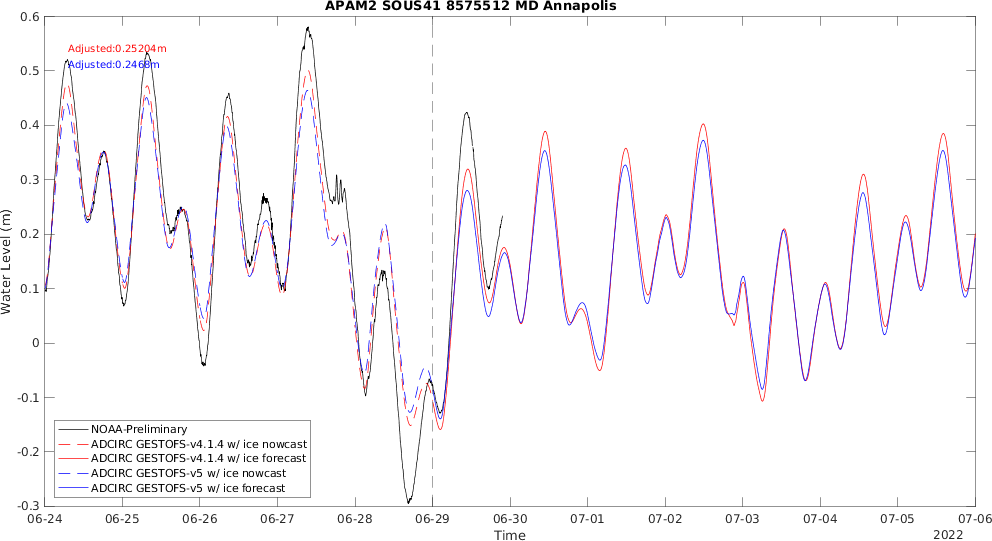 APAM2 SOUS41 8575512 MD Annapolis
0.6
0.5
0.4
0.3
0.2
0.1
0
-0.1
-0.2
-0.3
Water Level (m)
Adjusted:0.25204m
Adjusted:0.2468m
NOAA-Preliminary
ADCIRC GESTOFS-v4.1.4 w/ ice nowcast
ADCIRC GESTOFS-v4.1.4 w/ ice forecast
ADCIRC GESTOFS-v5 w/ ice nowcast
ADCIRC GESTOFS-v5 w/ ice forecast
06-24 06-25 06-26 06-27 06-28 06-29 06-30 07-01 07-02 07-03 07-04 07-05 07-06
Time
2022